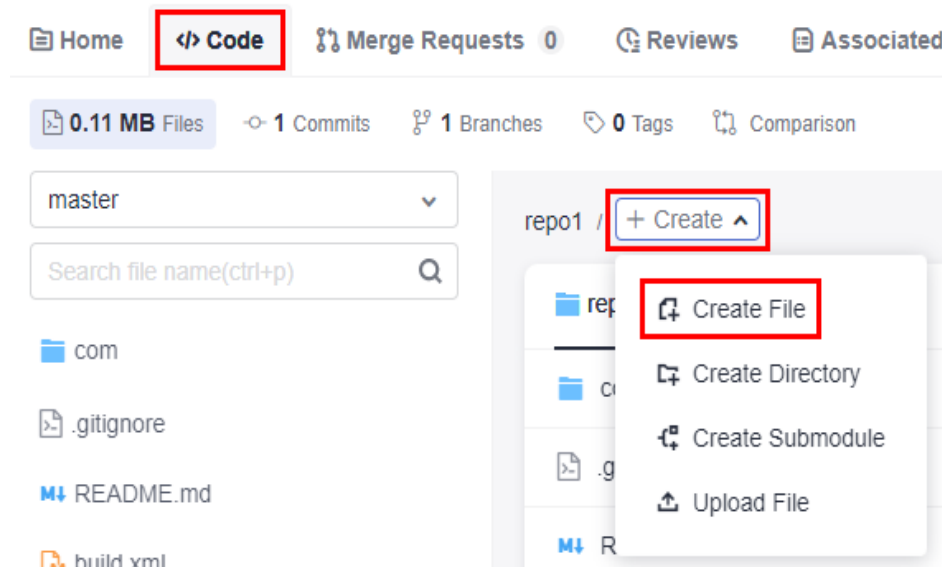 Home </> Code Merge Requests 0 Reviews Associated
0.11 MB Files 1 Commits 1 Branches 0 Tags Comparison
master
repo1 / + Create
Search file name(ctrl+p)
rep
Create File
com
Create Directory
.gitignore
Create Submodule
.g
README.md
Upload File
R
build.xml